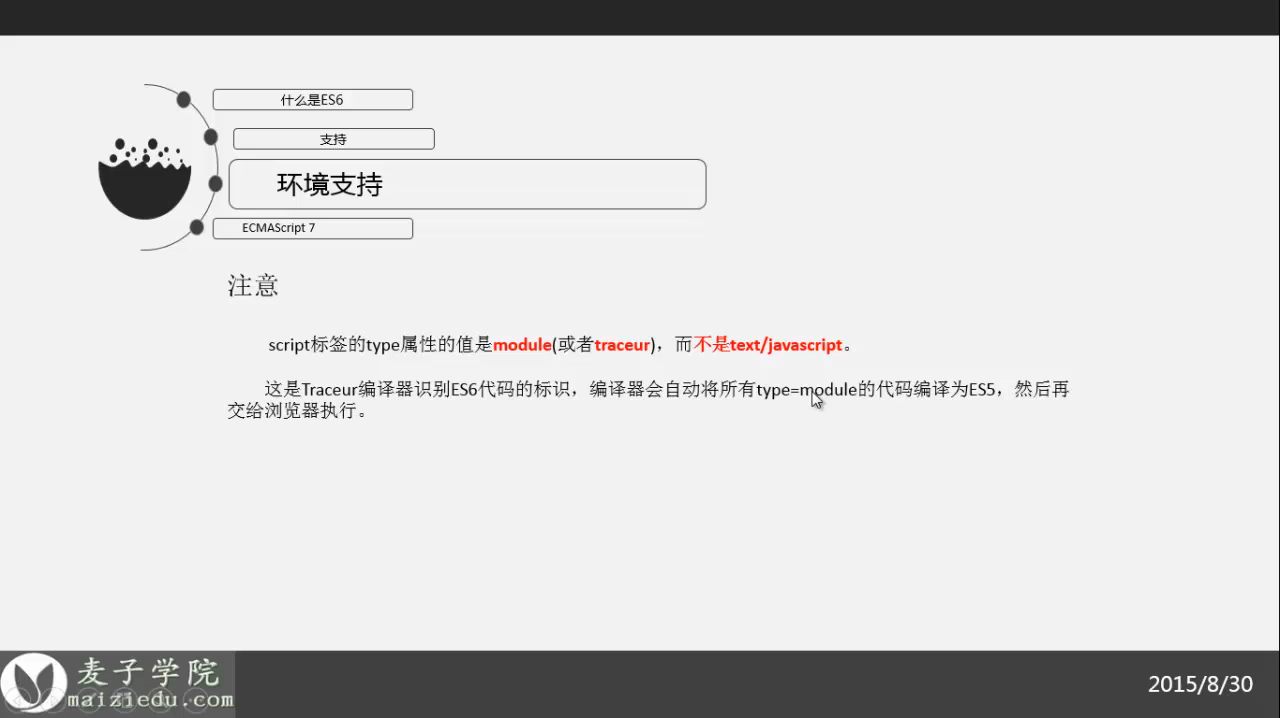 什么是ES6
支持
环境支持
ECMAScript 7
注意
script标签的type属性的值是module(或者traceur)，而不是text/javascript。
这是Traceur编译器识别ES6代码的标识，编译器会自动将所有type=module的代码编译为ES5，然后再
交给浏览器执行。
麦子学院
maiziedu.com
2015/8/30